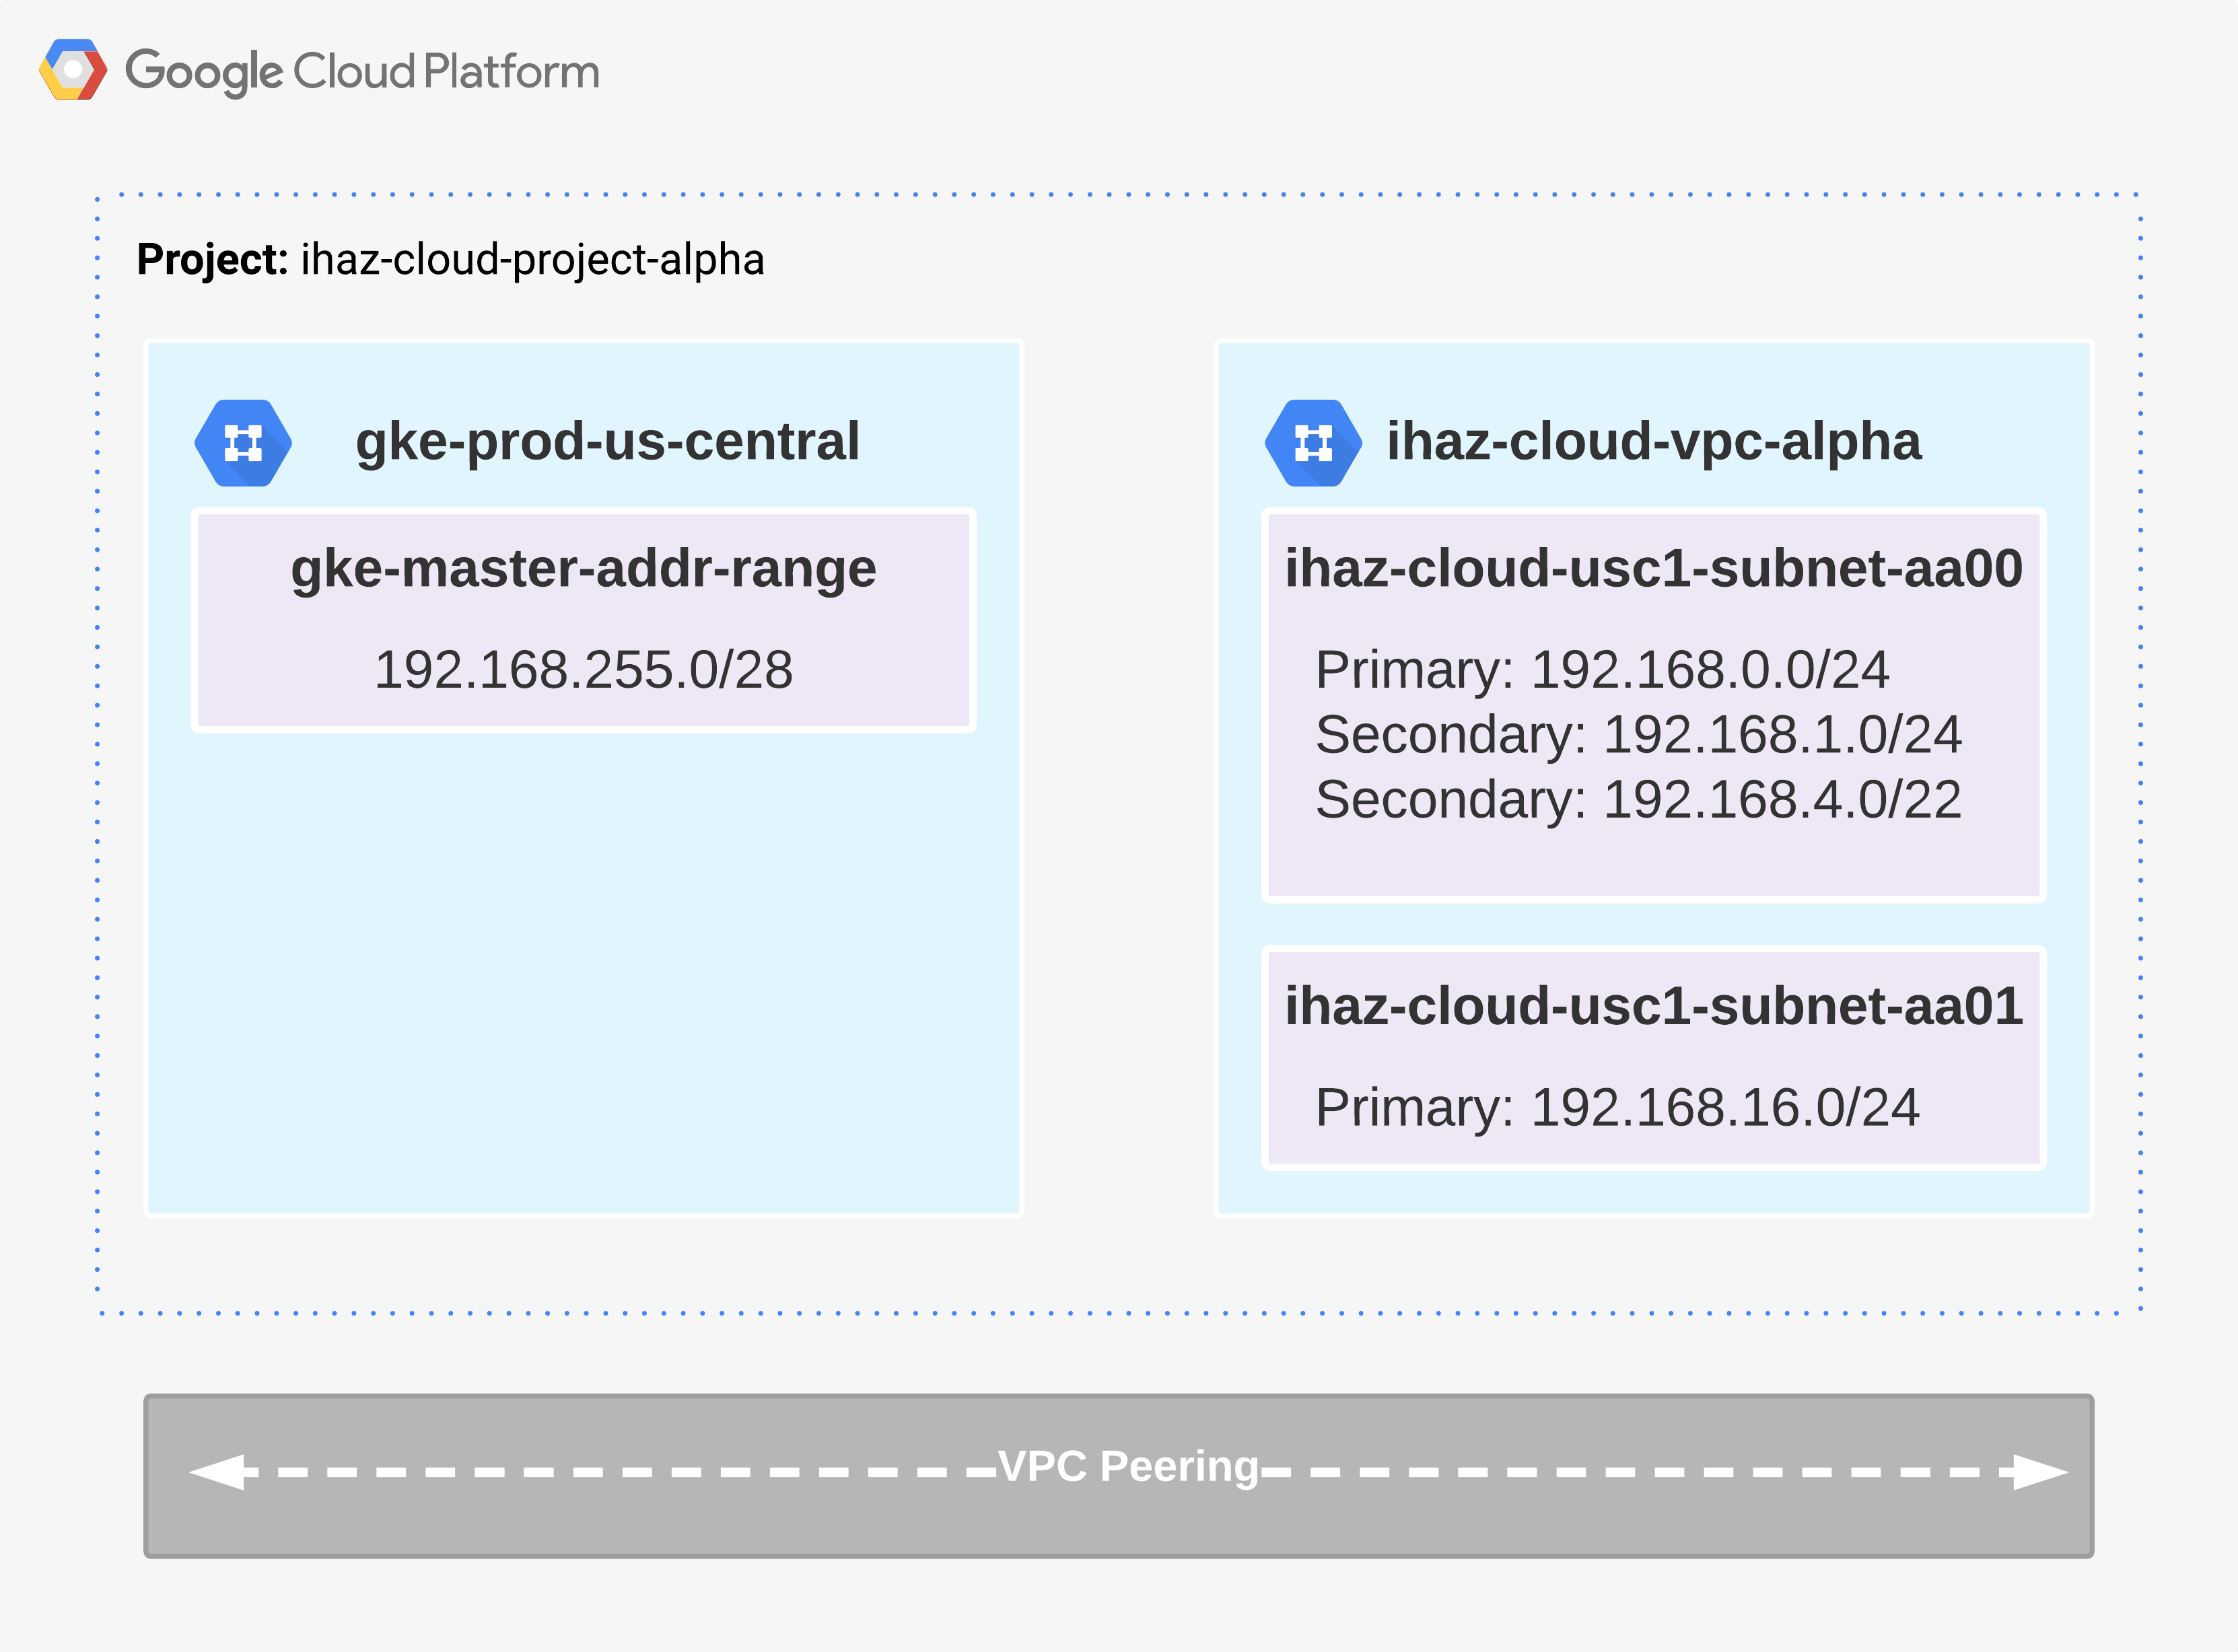 Google Cloud Platform
Project: ihaz-cloud-project-alpha
gke-prod-us-central
gke-master-addr-range
192.168.255.0/28
ihaz-cloud-vpc-alpha
ihaz-cloud-usc1-subnet-aa00
Primary: 192.168.0.0/24
Secondary: 192.168.1.0/24
Secondary: 192.168.4.0/22
ihaz-cloud-usc1-subnet-aa01
Primary: 192.168.16.0/24
VPC Peering